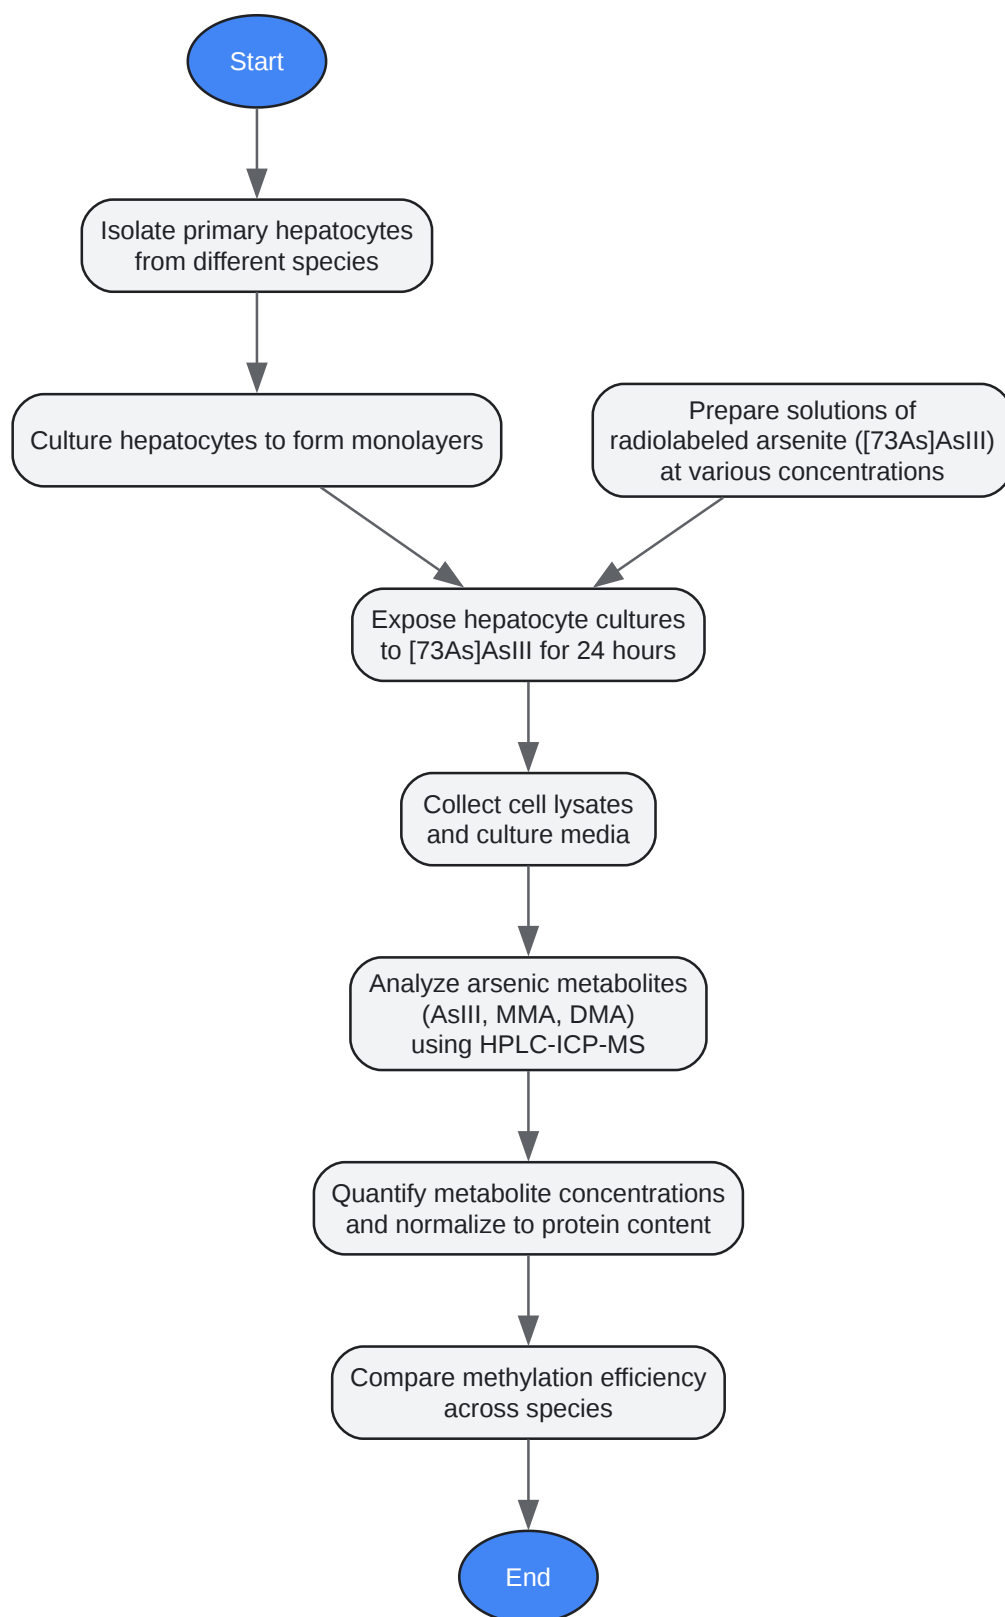 Start
Isolate primary hepatocytes
from different species
Culture hepatocytes to form monolayers
Prepare solutions of
radiolabeled arsenite ([73As]AsIII)
at various concentrations
Expose hepatocyte cultures
to [73As]AsIII for 24 hours
Collect cell lysates
and culture media
Analyze arsenic metabolites
(AsIII, MMA, DMA)
using HPLC-ICP-MS
Quantify metabolite concentrations
and normalize to protein content
Compare methylation efficiency
across species
End